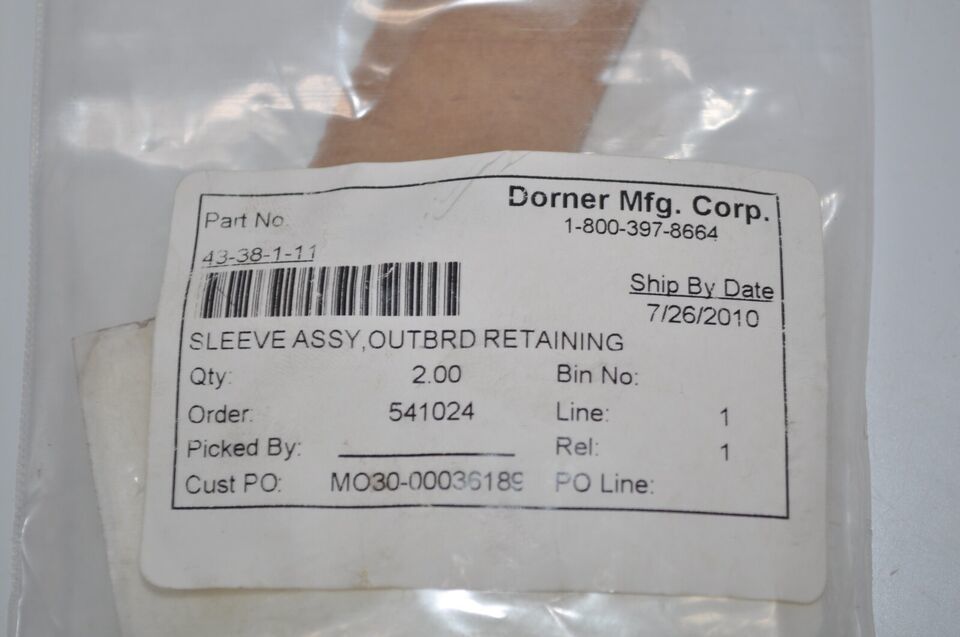 Dorner Mfg. Corp.
1-800-397-8664
Part No.
43-38-1-11
Ship By Date
7/26/2010
SLEEVE ASSY,OUTBRD RETAINING
Qty: 2.00 Bin No:
Order: 541024 Line: 1
Picked By: Rel: 1
Cust PO: MO30-00036189 PO Line: